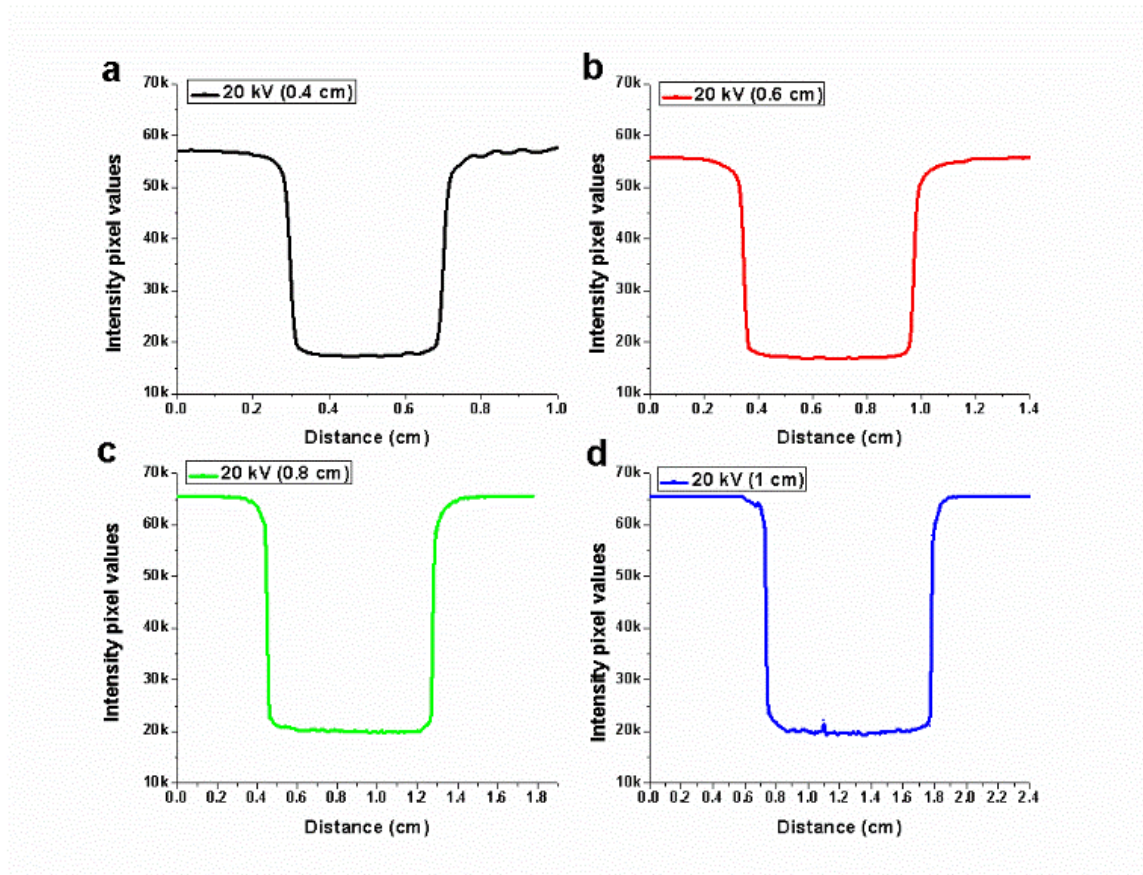 a
20 kV (0.4 cm)
70k
60k
50k
40k
30k
20k
10k
Intensity pixel values
0.0 0.2 0.4 0.6 0.8 1.0
Distance (cm)
b
20 kV (0.6 cm)
70k
60k
50k
40k
30k
20k
10k
Intensity pixel values
0.0 0.2 0.4 0.6 0.8 1.0 1.2 1.4
Distance (cm)
c
20 kV (0.8 cm)
70k
60k
50k
40k
30k
20k
10k
Intensity pixel values
0.0 0.2 0.4 0.6 0.8 1.0 1.2 1.4 1.6 1.8
Distance (cm)
d
20 kV (1 cm)
70k
60k
50k
40k
30k
20k
10k
Intensity pixel values
0.0 0.2 0.4 0.6 0.8 1.0 1.2 1.4 1.6 1.8 2.0 2.2 2.4
Distance (cm)